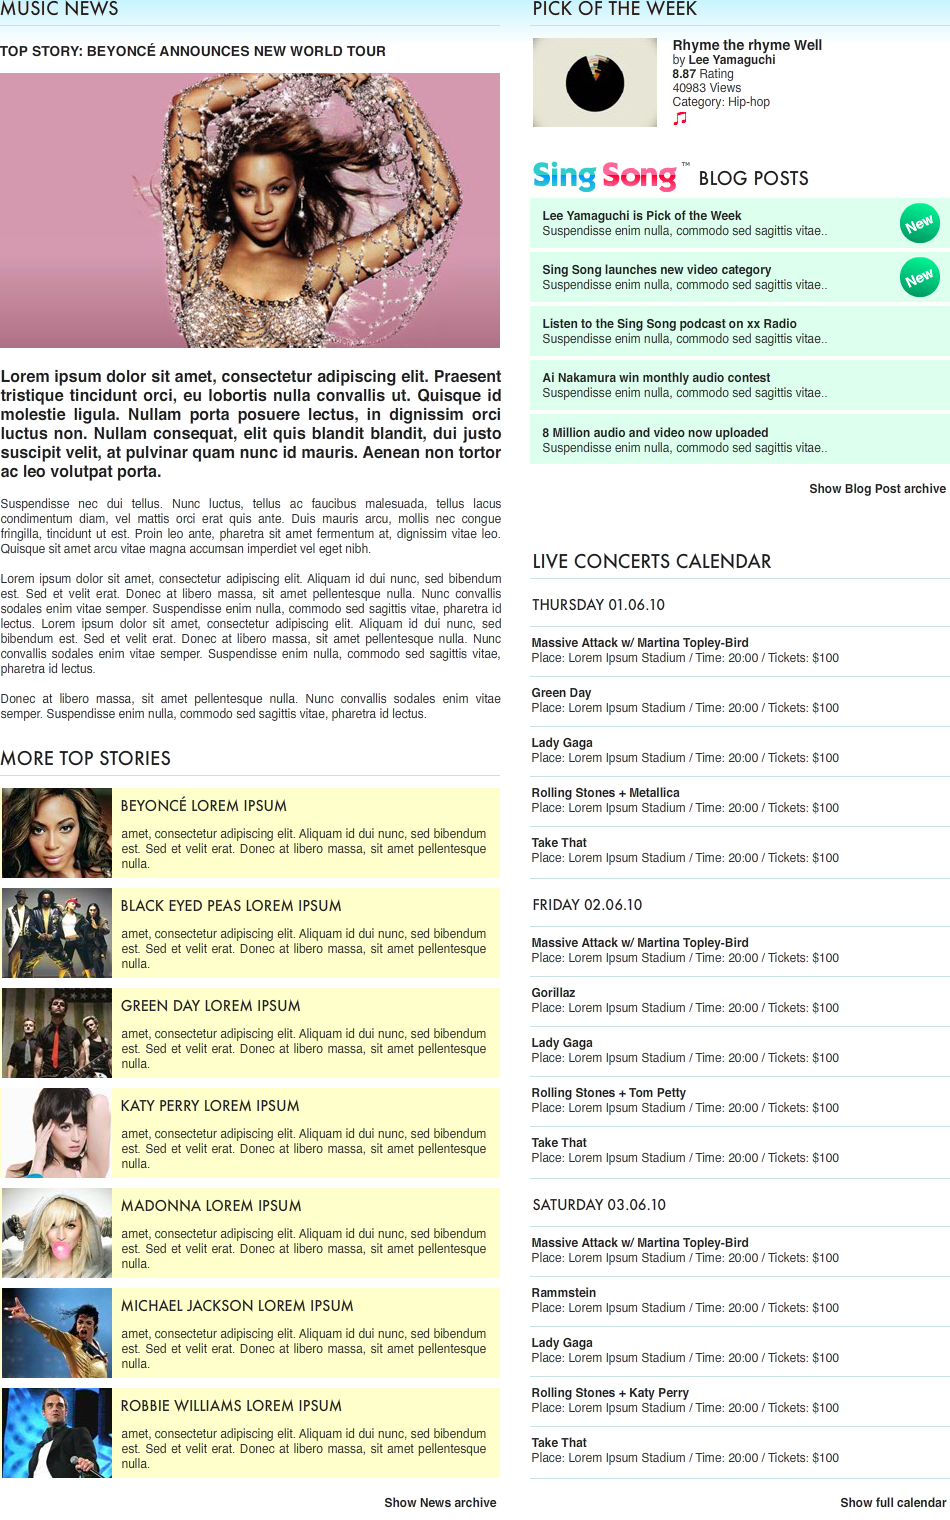 MUSIC NEWS
TOP STORY: BEYONCÉ ANNOUNCES NEW WORLD TOUR
Lorem ipsum dolor sit amet, consectetur adipiscing elit. Praesent
tristique tincidunt orci, eu lobortis nulla convallis ut. Quisque id
molestie ligula. Nullam porta posuere lectus, in dignissim orci
luctus non. Nullam consequat, elit quis blandit blandit, dui justo
suscipit velit, at pulvinar quam nunc id mauris. Aenean non tortor
ac leo volutpat porta.
Suspendisse nec dui tellus. Nunc luctus, tellus ac faucibus malesuada, tellus lacus
condimentum diam, vel mattis orci erat quis ante. Duis mauris arcu, mollis nec congue
fringilla, tincidunt ut est. Proin leo ante, pharetra sit amet fermentum at, dignissim vitae leo.
Quisque sit amet arcu vitae magna accumsan imperdiet vel eget nibh.
Lorem ipsum dolor sit amet, consectetur adipiscing elit. Aliquam id dui nunc, sed bibendum
est. Sed et velit erat. Donec at libero massa, sit amet pellentesque nulla. Nunc convallis
sodales enim vitae semper. Suspendisse enim nulla, commodo sed sagittis vitae, pharetra id
lectus. Lorem ipsum dolor sit amet, consectetur adipiscing elit. Aliquam id dui nunc, sed
bibendum est. Sed et velit erat. Donec at libero massa, sit amet pellentesque nulla. Nunc
convallis sodales enim vitae semper. Suspendisse enim nulla, commodo sed sagittis vitae,
pharetra id lectus.
Donec at libero massa, sit amet pellentesque nulla. Nunc convallis sodales enim vitae
semper. Suspendisse enim nulla, commodo sed sagittis vitae, pharetra id lectus.
MORE TOP STORIES
BEYONCÉ LOREM IPSUM
amet, consectetur adipiscing elit. Aliquam id dui nunc, sed bibendum
est. Sed et velit erat. Donec at libero massa, sit amet pellentesque
nulla.
BLACK EYED PEAS LOREM IPSUM
amet, consectetur adipiscing elit. Aliquam id dui nunc, sed bibendum
est. Sed et velit erat. Donec at libero massa, sit amet pellentesque
nulla.
GREEN DAY LOREM IPSUM
amet, consectetur adipiscing elit. Aliquam id dui nunc, sed bibendum
est. Sed et velit erat. Donec at libero massa, sit amet pellentesque
nulla.
KATY PERRY LOREM IPSUM
amet, consectetur adipiscing elit. Aliquam id dui nunc, sed bibendum
est. Sed et velit erat. Donec at libero massa, sit amet pellentesque
nulla.
MADONNA LOREM IPSUM
amet, consectetur adipiscing elit. Aliquam id dui nunc, sed bibendum
est. Sed et velit erat. Donec at libero massa, sit amet pellentesque
nulla.
MICHAEL JACKSON LOREM IPSUM
amet, consectetur adipiscing elit. Aliquam id dui nunc, sed bibendum
est. Sed et velit erat. Donec at libero massa, sit amet pellentesque
nulla.
ROBBIE WILLIAMS LOREM IPSUM
amet, consectetur adipiscing elit. Aliquam id dui nunc, sed bibendum
est. Sed et velit erat. Donec at libero massa, sit amet pellentesque
nulla.
Show News archive
PICK OF THE WEEK
Rhyme the rhyme Well
by Lee Yamaguchi
8.87 Rating
40983 Views
Category: Hip-hop
Sing Song ™ BLOG POSTS
Lee Yamaguchi is Pick of the Week
Suspendisse enim nulla, commodo sed sagittis vitae..
New
Sing Song launches new video category
Suspendisse enim nulla, commodo sed sagittis vitae..
New
Listen to the Sing Song podcast on xx Radio
Suspendisse enim nulla, commodo sed sagittis vitae..
Ai Nakamura win monthly audio contest
Suspendisse enim nulla, commodo sed sagittis vitae..
8 Million audio and video now uploaded
Suspendisse enim nulla, commodo sed sagittis vitae..
Show Blog Post archive
LIVE CONCERTS CALENDAR
THURSDAY 01.06.10
Massive Attack w/ Martina Topley-Bird
Place: Lorem Ipsum Stadium / Time: 20:00 / Tickets: $100
Green Day
Place: Lorem Ipsum Stadium / Time: 20:00 / Tickets: $100
Lady Gaga
Place: Lorem Ipsum Stadium / Time: 20:00 / Tickets: $100
Rolling Stones + Metallica
Place: Lorem Ipsum Stadium / Time: 20:00 / Tickets: $100
Take That
Place: Lorem Ipsum Stadium / Time: 20:00 / Tickets: $100
FRIDAY 02.06.10
Massive Attack w/ Martina Topley-Bird
Place: Lorem Ipsum Stadium / Time: 20:00 / Tickets: $100
Gorillaz
Place: Lorem Ipsum Stadium / Time: 20:00 / Tickets: $100
Lady Gaga
Place: Lorem Ipsum Stadium / Time: 20:00 / Tickets: $100
Rolling Stones + Tom Petty
Place: Lorem Ipsum Stadium / Time: 20:00 / Tickets: $100
Take That
Place: Lorem Ipsum Stadium / Time: 20:00 / Tickets: $100
SATURDAY 03.06.10
Massive Attack w/ Martina Topley-Bird
Place: Lorem Ipsum Stadium / Time: 20:00 / Tickets: $100
Rammstein
Place: Lorem Ipsum Stadium / Time: 20:00 / Tickets: $100
Lady Gaga
Place: Lorem Ipsum Stadium / Time: 20:00 / Tickets: $100
Rolling Stones + Katy Perry
Place: Lorem Ipsum Stadium / Time: 20:00 / Tickets: $100
Take That
Place: Lorem Ipsum Stadium / Time: 20:00 / Tickets: $100
Show full calendar